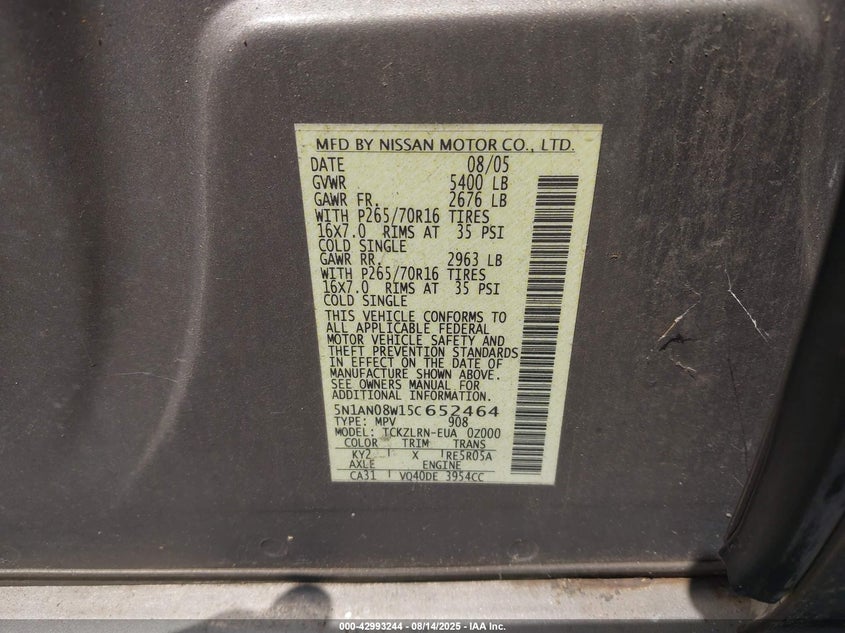 MFD BY NISSAN MOTOR CO., LTD.
DATE 08/05
GVWR 5400 LB
GAWR FR. 2676 LB
WITH P265/70R16 TIRES
16X7.0 RIMS AT 35 PSI
COLD SINGLE
GAWR RR. 2963 LB
WITH P265/70R16 TIRES
16X7.0 RIMS AT 35 PSI
COLD SINGLE
THIS VEHICLE CONFORMS TO
ALL APPLICABLE FEDERAL
MOTOR VEHICLE SAFETY AND
THEFT PREVENTION STANDARDS
IN EFFECT ON THE DATE OF
MANUFACTURE SHOWN ABOVE.
SEE OWNERS MANUAL FOR
ADDITIONAL INFORMATION
5N1AN08W15C652464
TYPE: MPV 908
MODEL: TCKZLRN-EUA 0Z000
COLOR TRIM TRANS
KY2 X RE5R05A
AXLE ENGINE
CA31 VQ40DE 3954CC
000-42993244 - 08/14/2025 - IAA Inc.